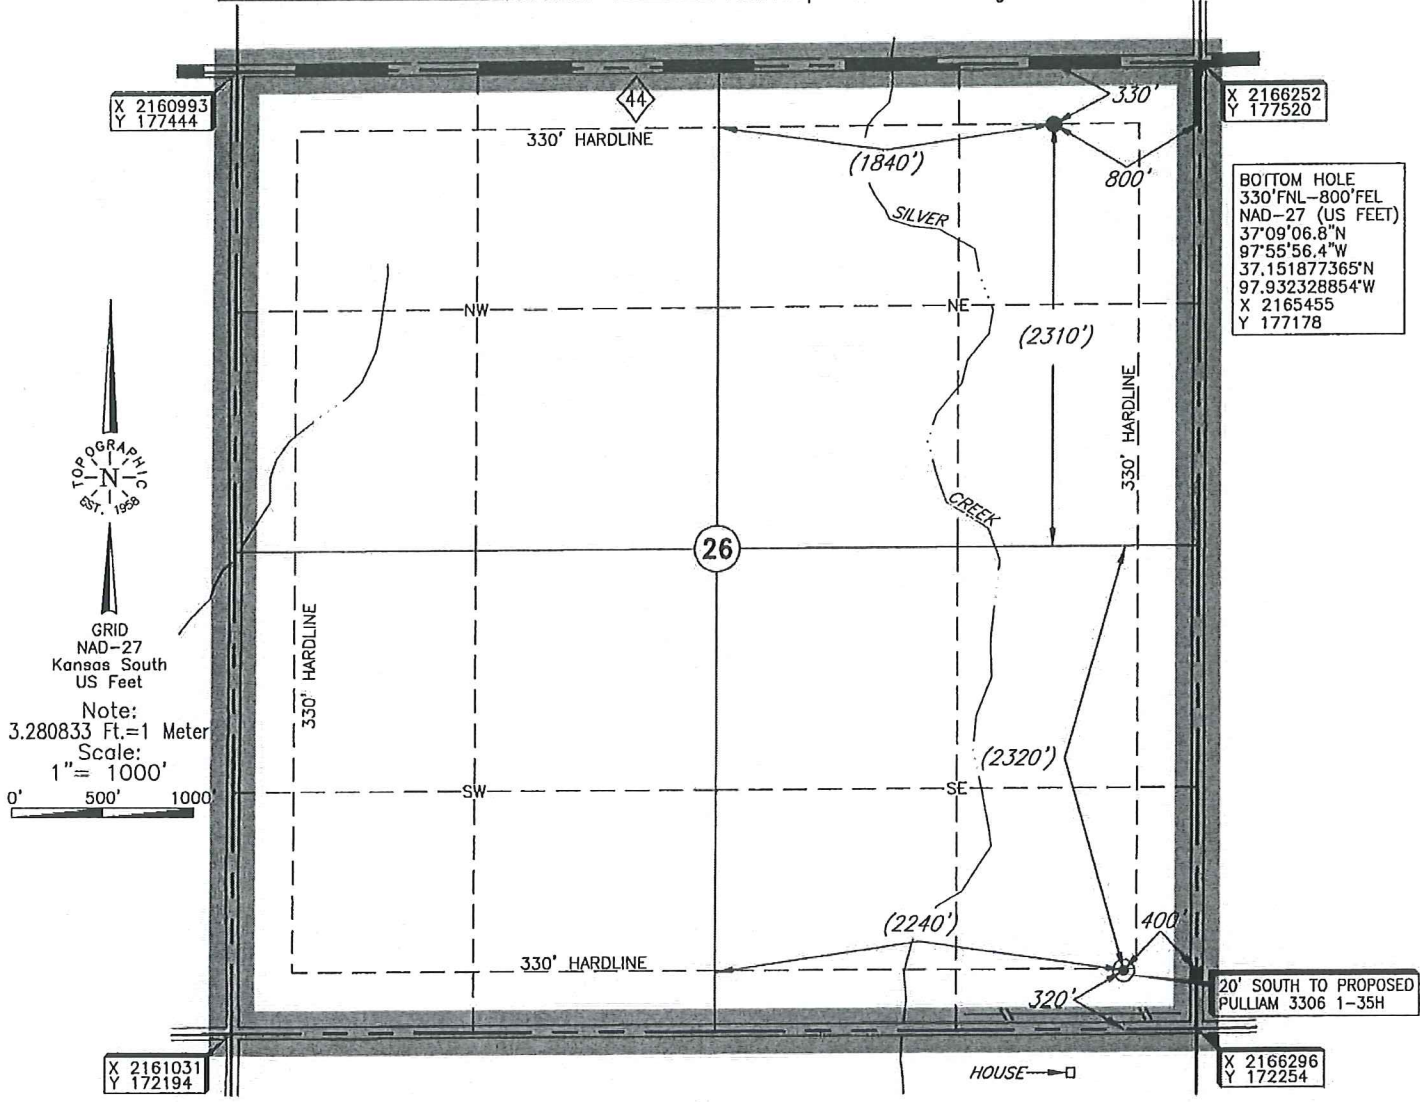 X 2160993
Y 177444
44
330' HARDLINE
330'
(1840')
800'
X 2166252
Y 177520
BOTTOM HOLE
330'FNL-800'FEL
NAD-27 (US FEET)
37°09'06.8"N
97°55'56.4"W
37.151877365°N
97.932328854°W
X 2165455
Y 177178
SILVER
NW
NE
(2310')
330' HARDLINE
TOPOGRAPHIC
N
EST. 1958
CREEK
26
GRID
NAD-27
Kansas South
US Feet
Note:
3.280833 Ft.=1 Meter
Scale:
1"= 1000'
0' 500' 1000'
330' HARDLINE
(2320')
SW
SE
(2240')
400'
330' HARDLINE
320'
20' SOUTH TO PROPOSED
PULLIAM 3306 1-35H
X 2161031
Y 172194
HOUSE
X 2166296
Y 172254